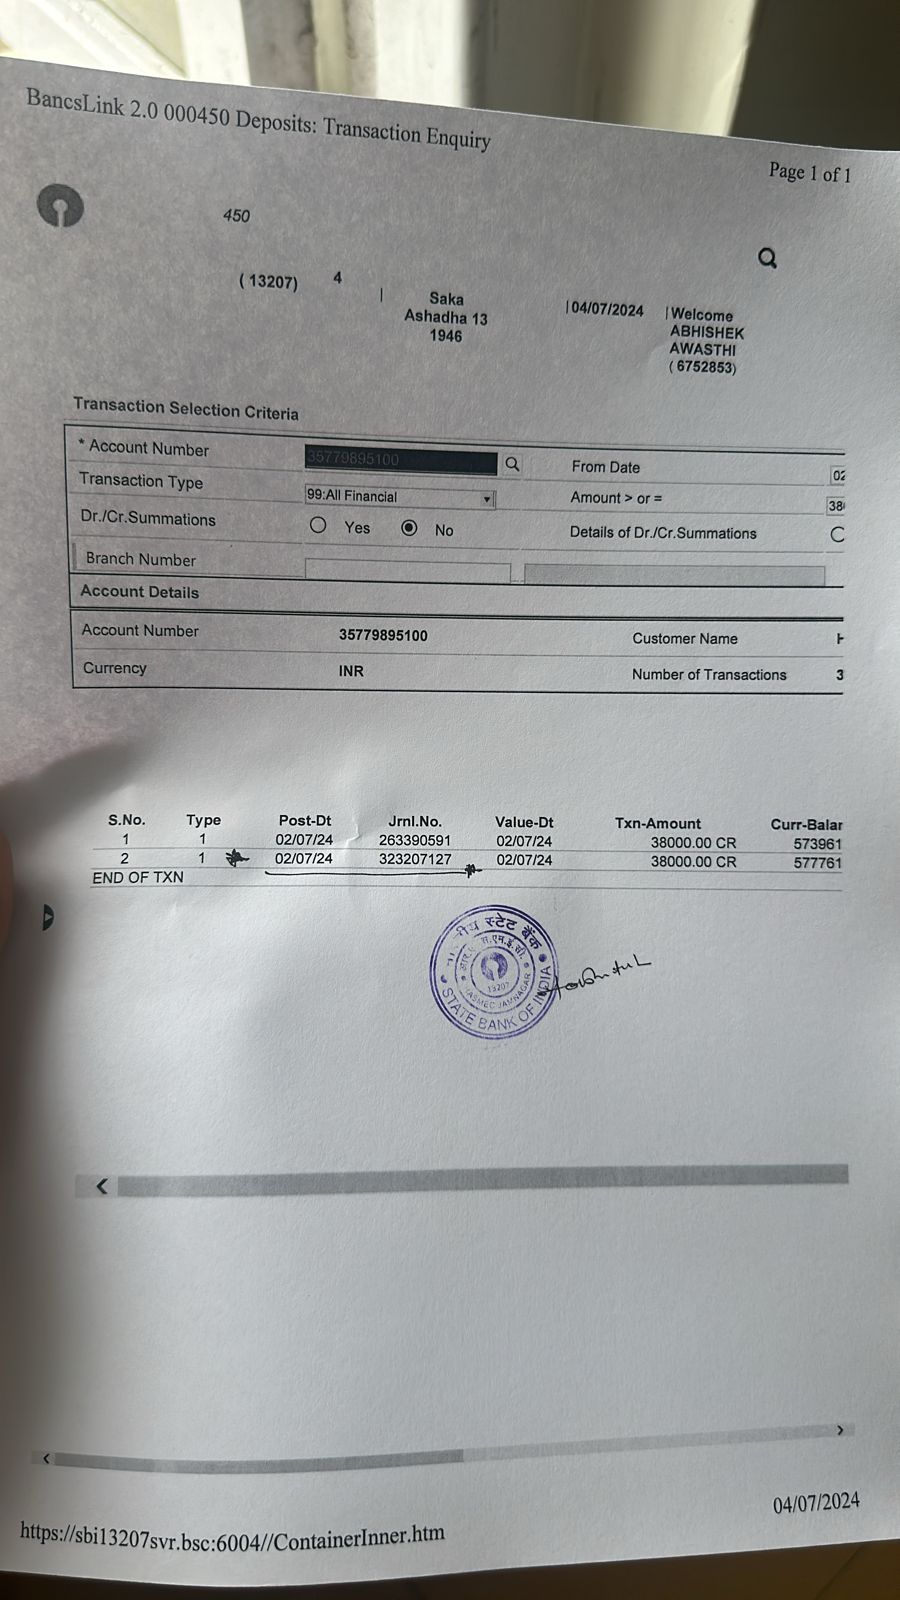 BancsLink 2.0 000450 Deposits: Transaction Enquiry
Page 1 of 1
450
( 13207) 4 | Saka Ashadha 13 1946 | 04/07/2024 | Welcome ABHISHEK AWASTHI ( 6752853)
Transaction Selection Criteria
* Account Number 35779895100 From Date 02
Transaction Type 99:All Financial Amount > or = 38
Dr./Cr.Summations Yes No Details of Dr./Cr.Summations
Branch Number
Account Details
Account Number 35779895100 Customer Name
Currency INR Number of Transactions 3
S.No. Type Post-Dt Jrnl.No. Value-Dt Txn-Amount Curr-Balar
1 1 02/07/24 263390591 02/07/24 38000.00 CR 573961
2 1 02/07/24 323207127 02/07/24 38000.00 CR 577761
END OF TXN
स्टेट बैंक
STATE BANK OF INDIA
JAMNAGAR
13207
04/07/2024
https://sbi13207svr.bsc:6004//ContainerInner.htm